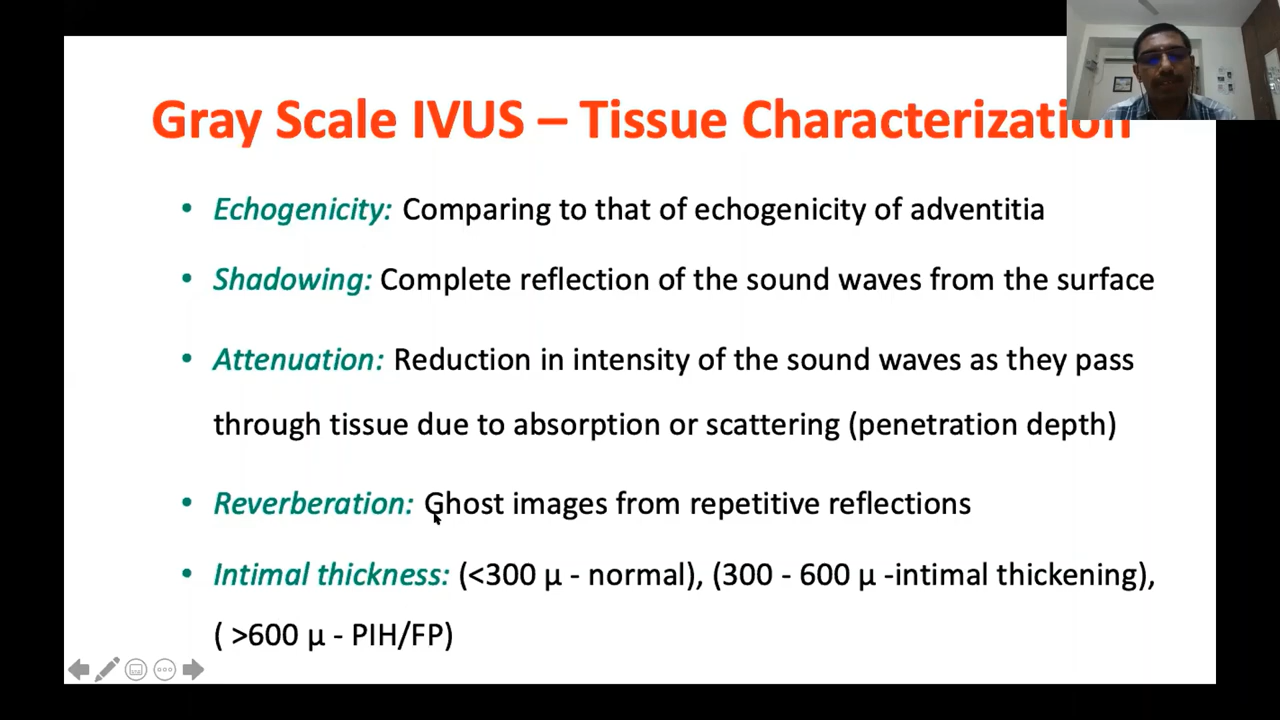 Gray Scale IVUS – Tissue Characterization
• Echogenicity: Comparing to that of echogenicity of adventitia
• Shadowing: Complete reflection of the sound waves from the surface
• Attenuation: Reduction in intensity of the sound waves as they pass
through tissue due to absorption or scattering (penetration depth)
• Reverberation: Ghost images from repetitive reflections
• Intimal thickness: (<300 µ - normal), (300 - 600 µ -intimal thickening),
( >600 µ - PIH/FP)